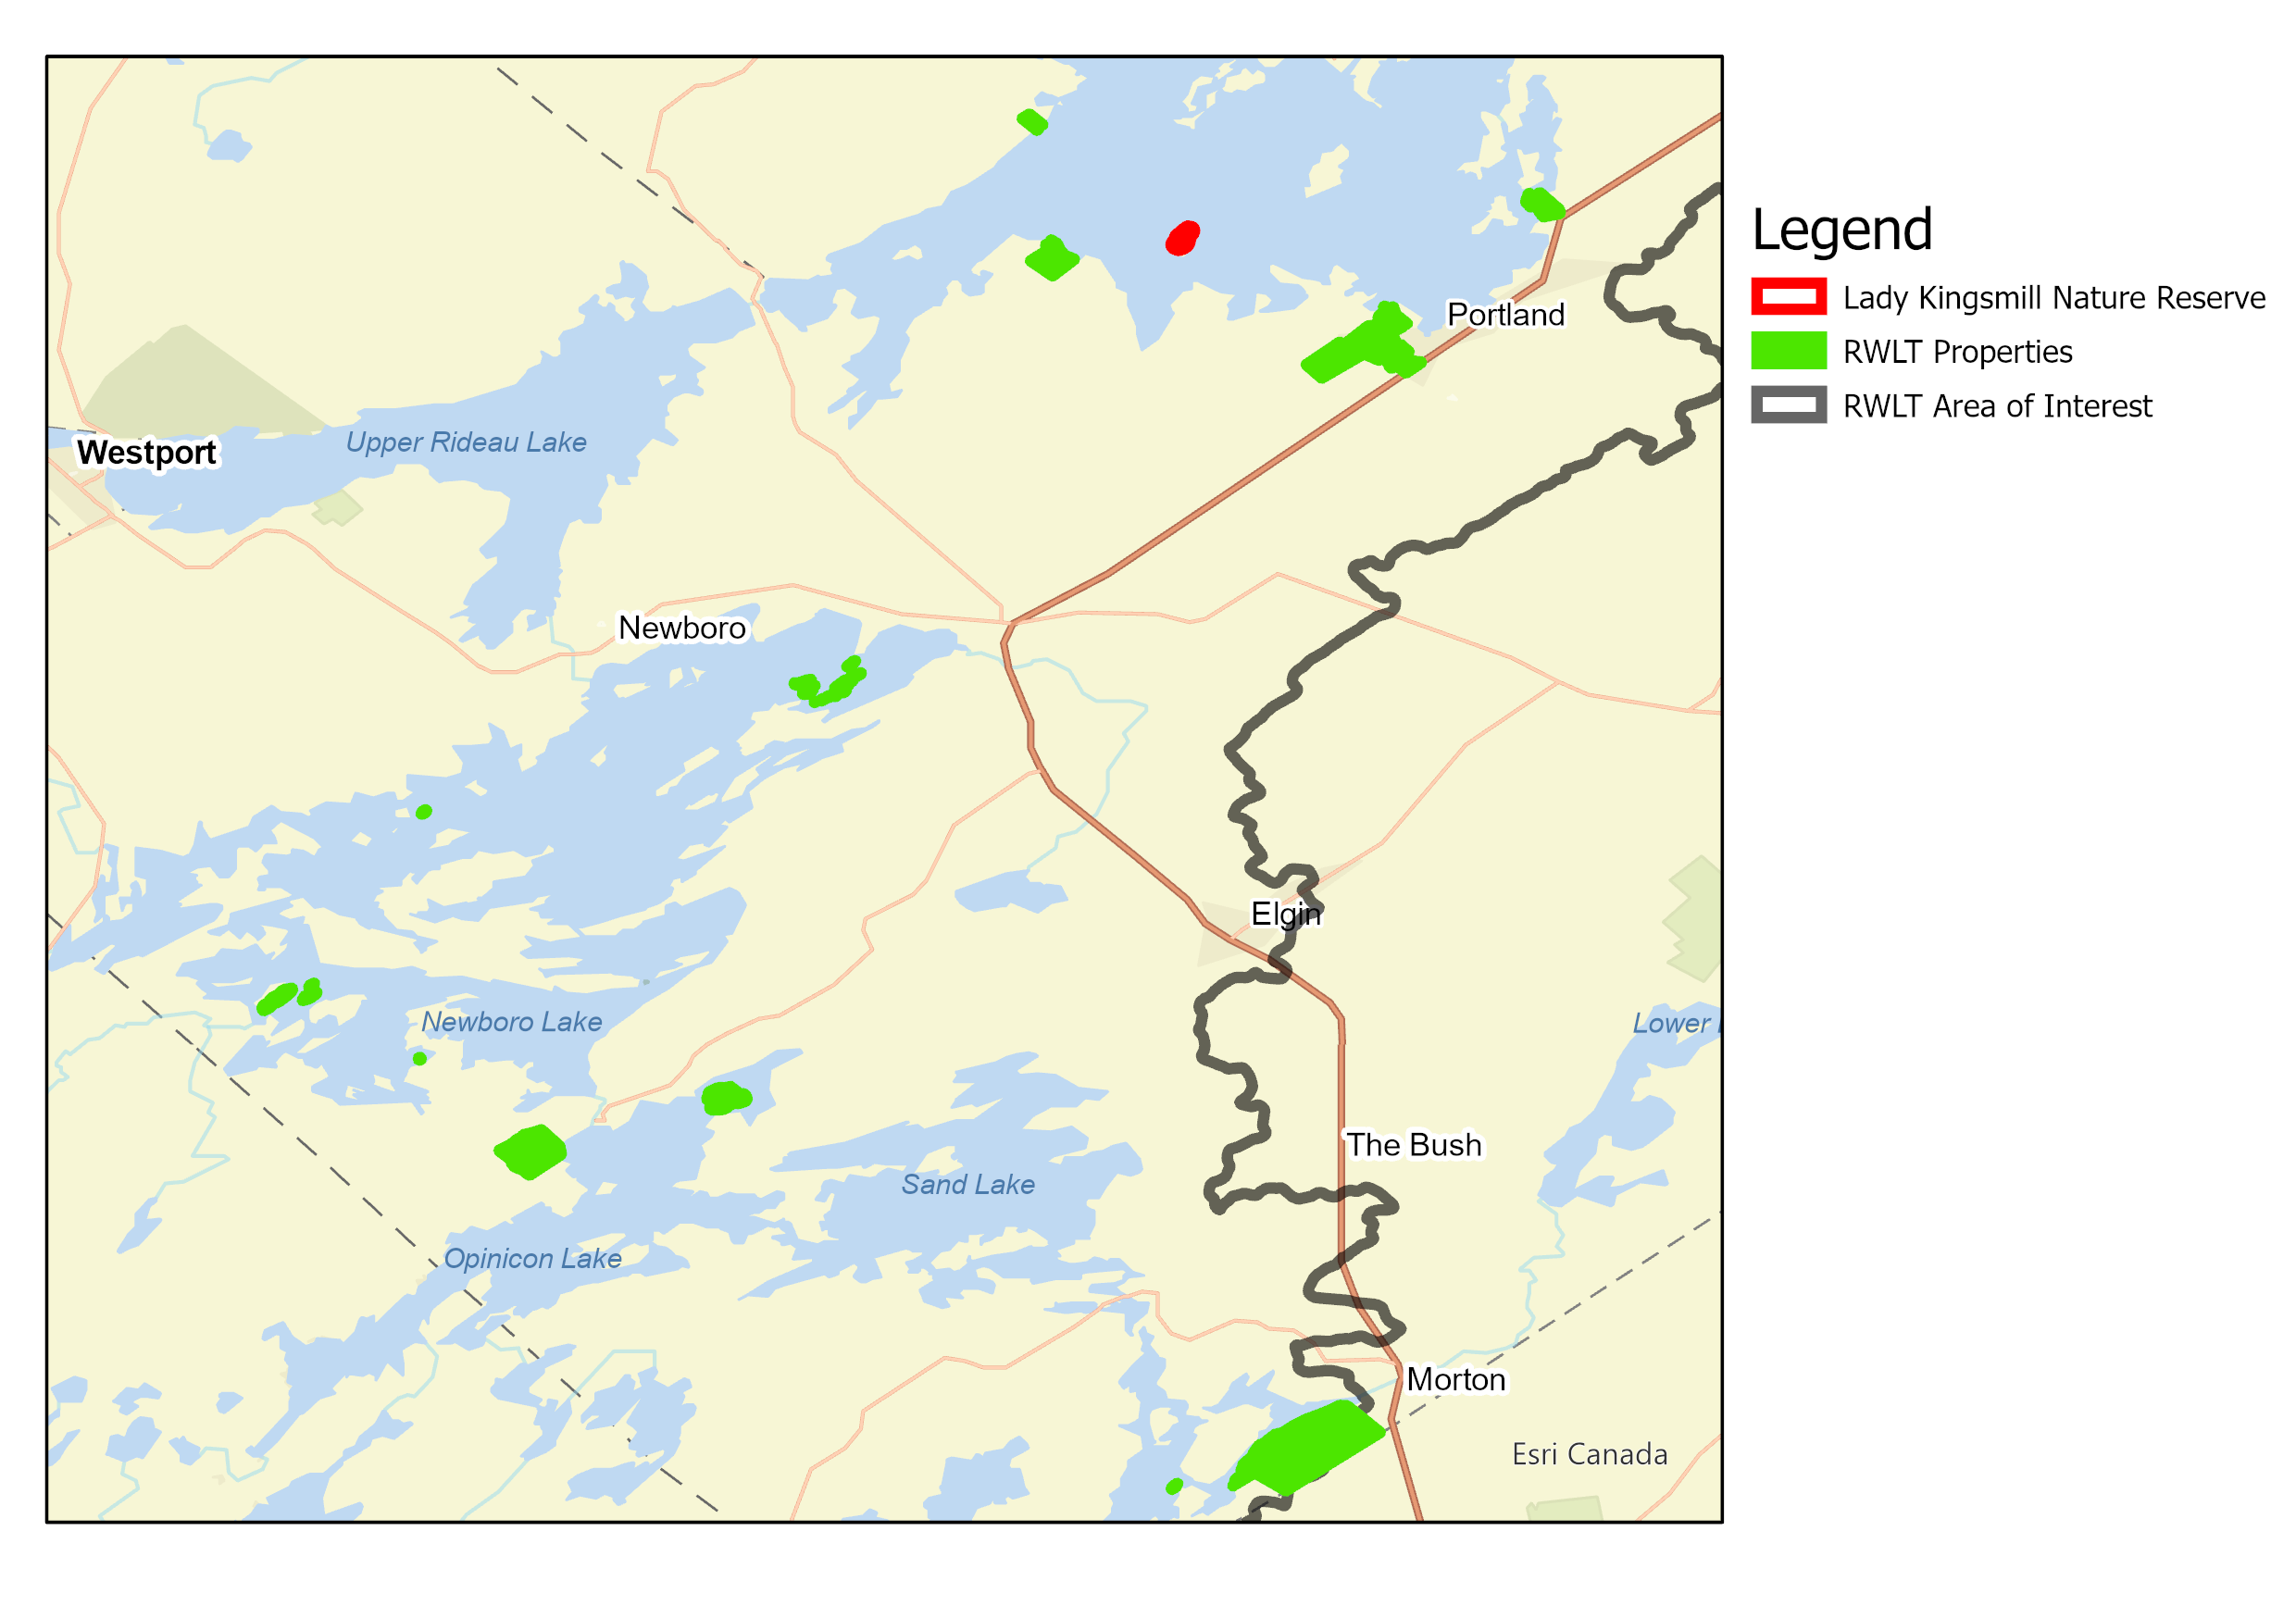 Legend
Lady Kingsmill Nature Reserve
RWLT Properties
RWLT Area of Interest
Portland
Upper Rideau Lake
Westport
Newboro
Elgin
Newboro Lake
Lower
The Bush
Sand Lake
Opinicon Lake
Morton
Esri Canada